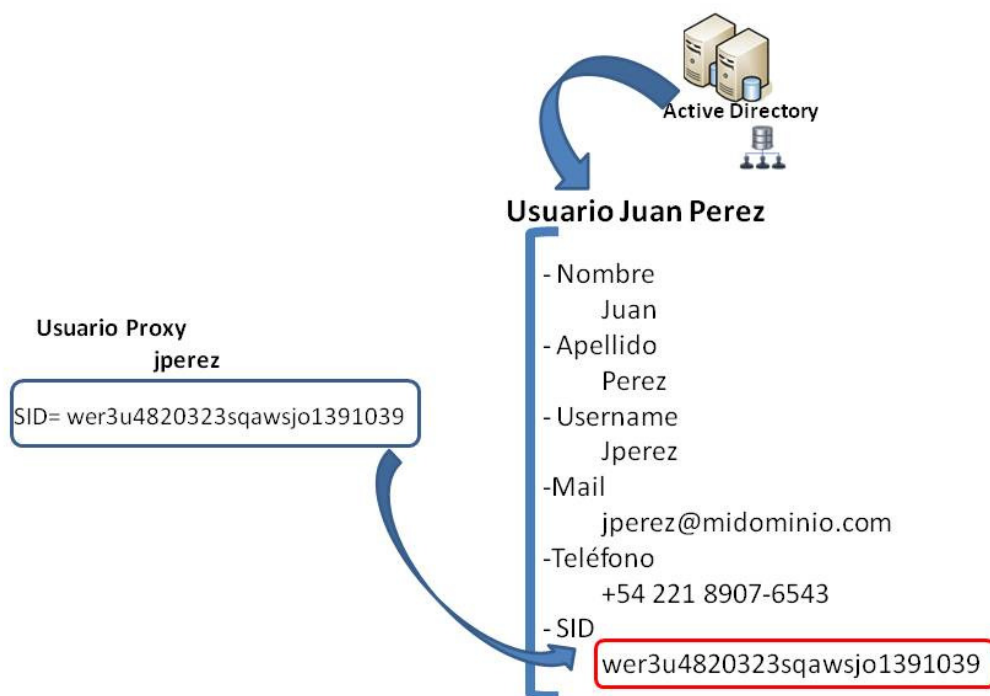 Active Directory
Usuario Juan Perez
- Nombre
Juan
- Apellido
Perez
- Username
Jperez
-Mail
jperez@midominio.com
-Teléfono
+54 221 8907-6543
- SID
wer3u4820323sqawsjo1391039
Usuario Proxy
jperez
SID= wer3u4820323sqawsjo1391039